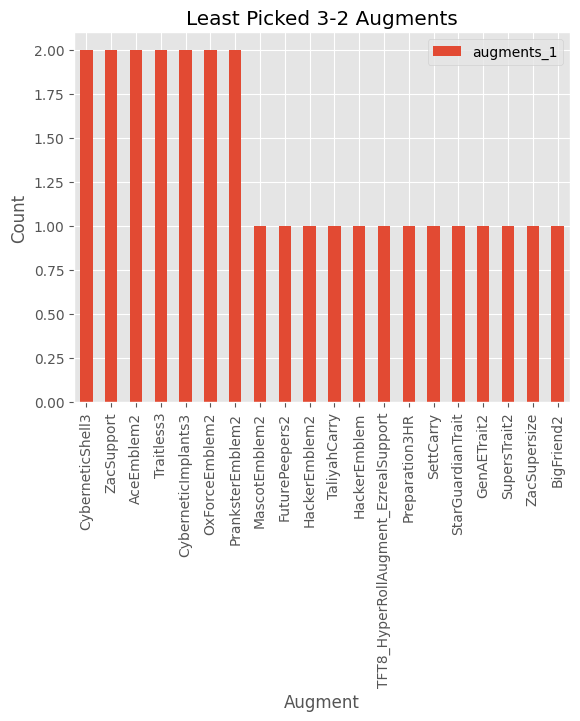 Least Picked 3-2 Augments
augments_1
2.00
1.75
1.50
1.25
1.00
0.75
0.50
0.25
0.00
Count
CyberneticShell3
ZacSupport
AceEmblem2
Traitless3
CyberneticImplants3
OxForceEmblem2
PranksterEmblem2
MascotEmblem2
FuturePeepers2
HackerEmblem2
TaliyahCarry
HackerEmblem
TFT8_HyperRollAugment_EzrealSupport
Preparation3HR
SettCarry
StarGuardianTrait
GenAETrait2
SupersTrait2
ZacSupersize
BigFriend2
Augment